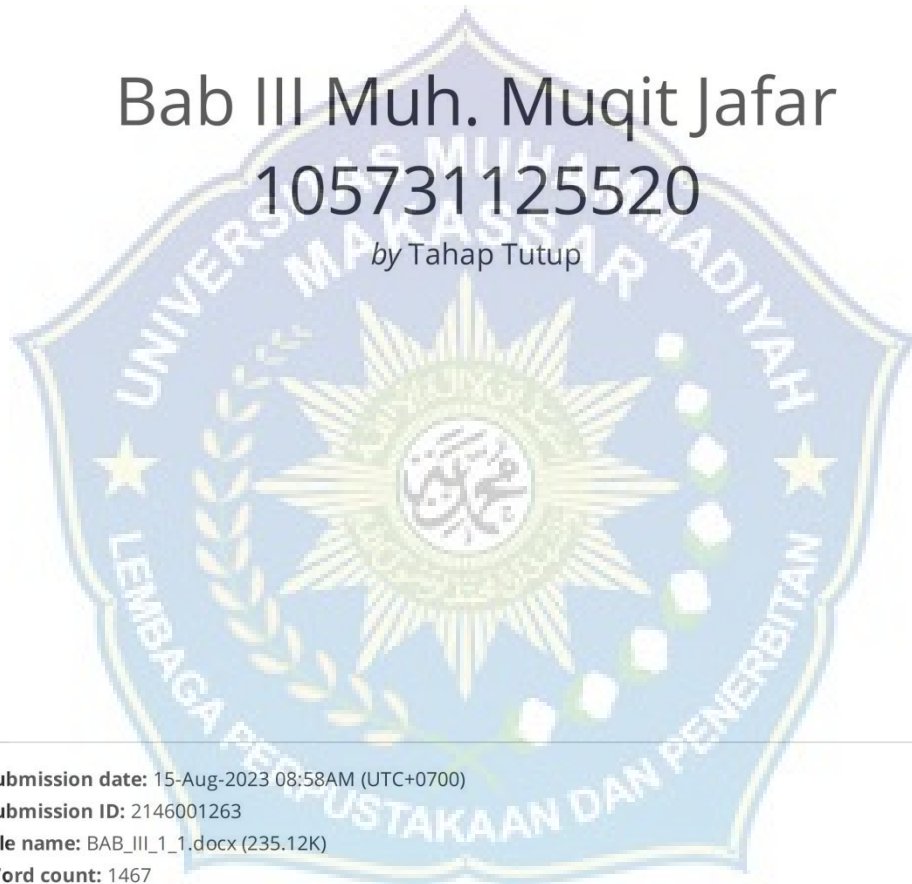 Bab III Muh. Muqit Jafar
105731125520
by Tahap Tutup
UNIVERSITAS MUHAMMADIYAH
MAKASSAR
LEMBAGA PERPUSTAKAAN DAN PENERBITAN
ubmission date: 15-Aug-2023 08:58AM (UTC+0700)
ubmission ID: 2146001263
le name: BAB_III_1_1.docx (235.12K)
ord count: 1467